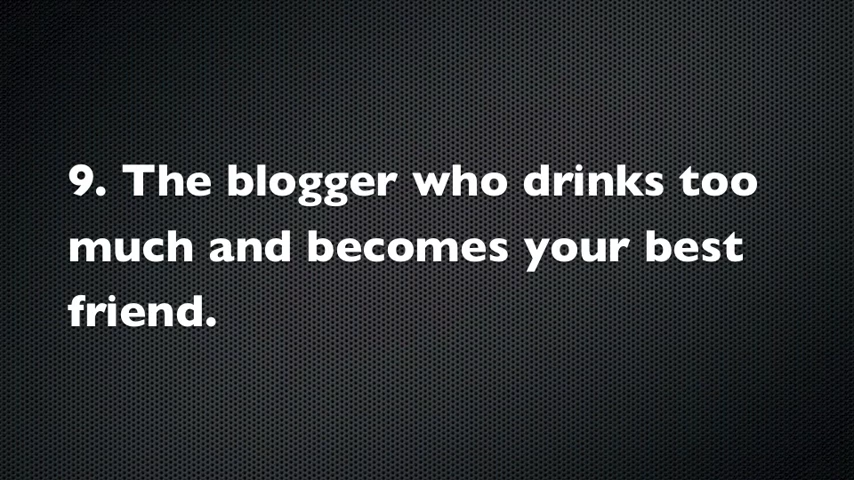 9. The blogger who drinks too
much and becomes your best
friend.